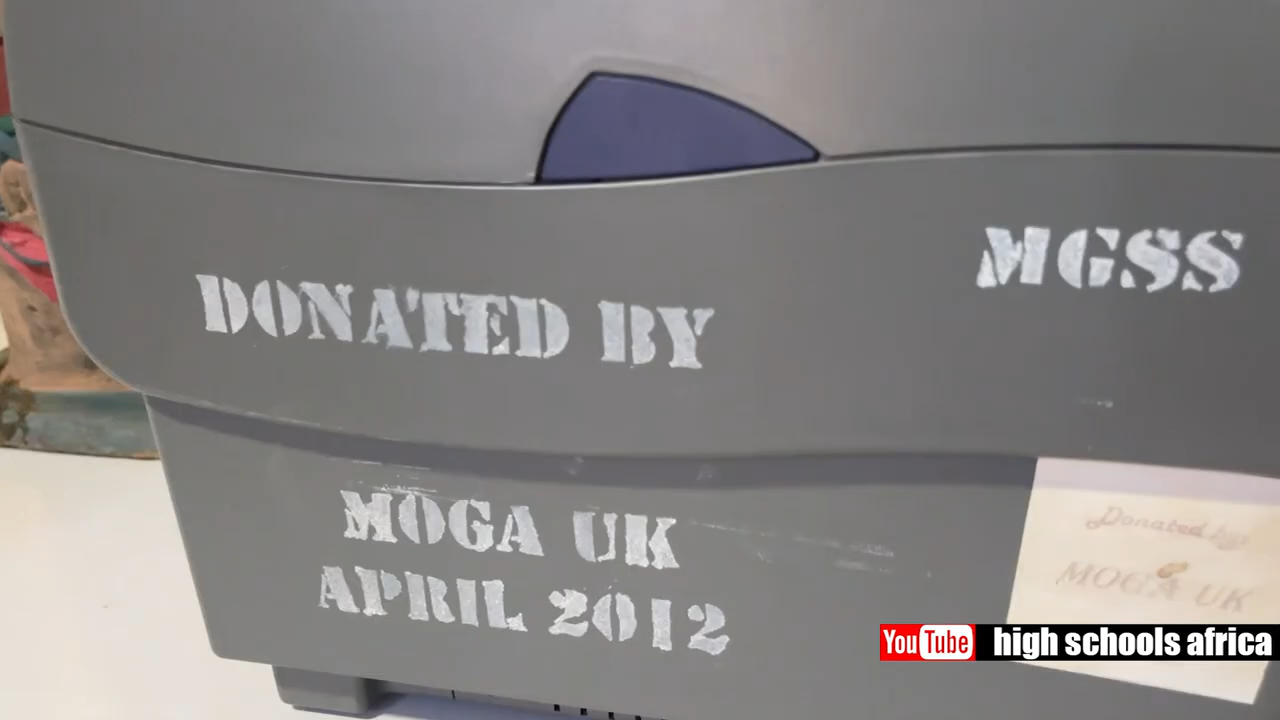 MGSS
DONATED BY
MOGA UK
APRIL 2012
Donated by:
MOGA UK
YouTube high schools africa